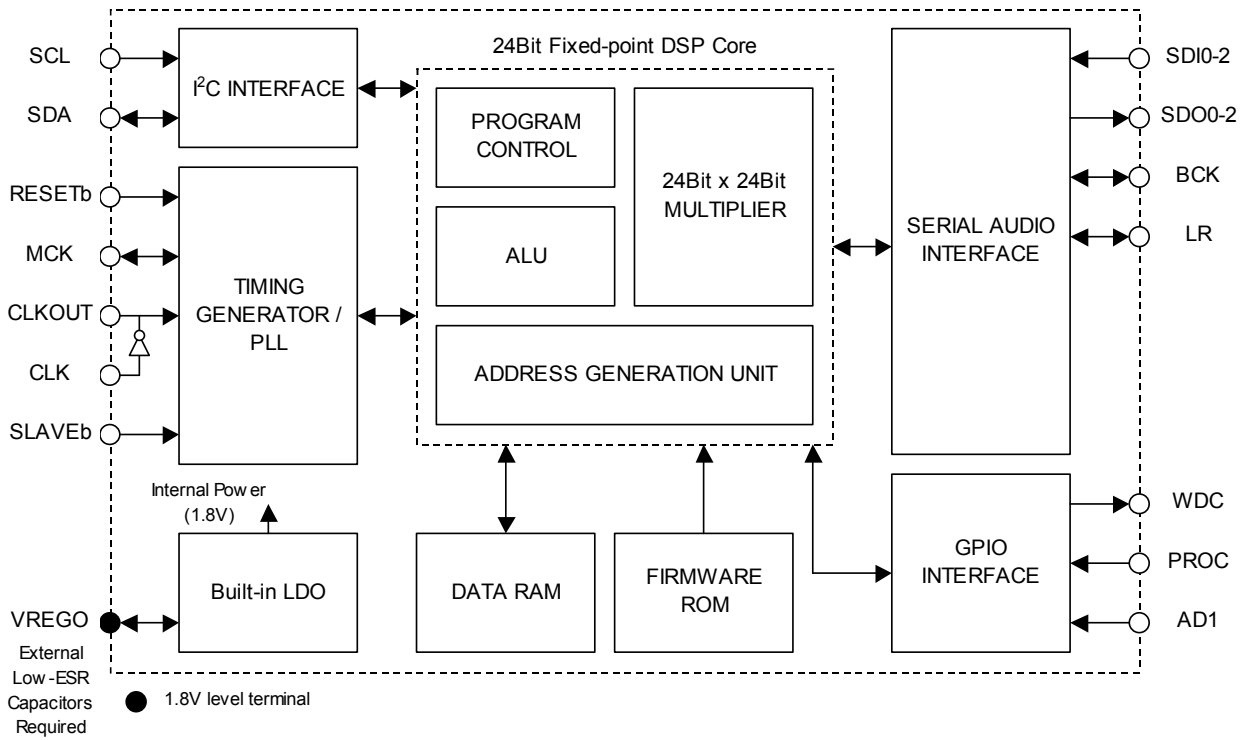 24Bit Fixed-point DSP Core
SCL
SDA
RESETb
MCK
CLKOUT
CLK
SLAVEb
VREGO
External
Low-ESR
Capacitors
Required
I²C INTERFACE
TIMING
GENERATOR /
PLL
Internal Power
(1.8V)
Built-in LDO
1.8V level terminal
PROGRAM
CONTROL
ALU
24Bit x 24Bit
MULTIPLIER
ADDRESS GENERATION UNIT
DATA RAM
FIRMWARE
ROM
SERIAL AUDIO
INTERFACE
GPIO
INTERFACE
SDI0-2
SDO0-2
BCK
LR
WDC
PROC
AD1